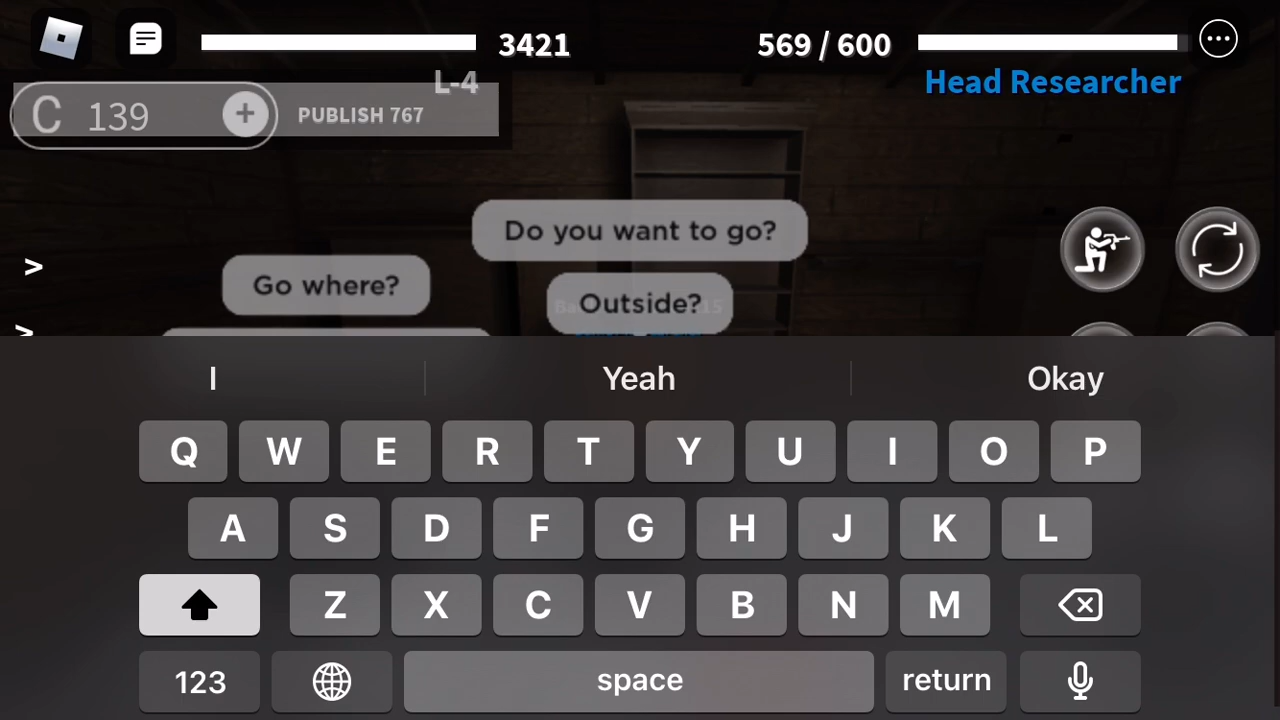 3421
569 / 600
L-4
Head Researcher
C 139 +
PUBLISH 767
Do you want to go?
Go where?
Outside?
>
>
I
Yeah
Okay
Q W E R T Y U I O P
A S D F G H J K L
Z X C V B N M
123
space
return